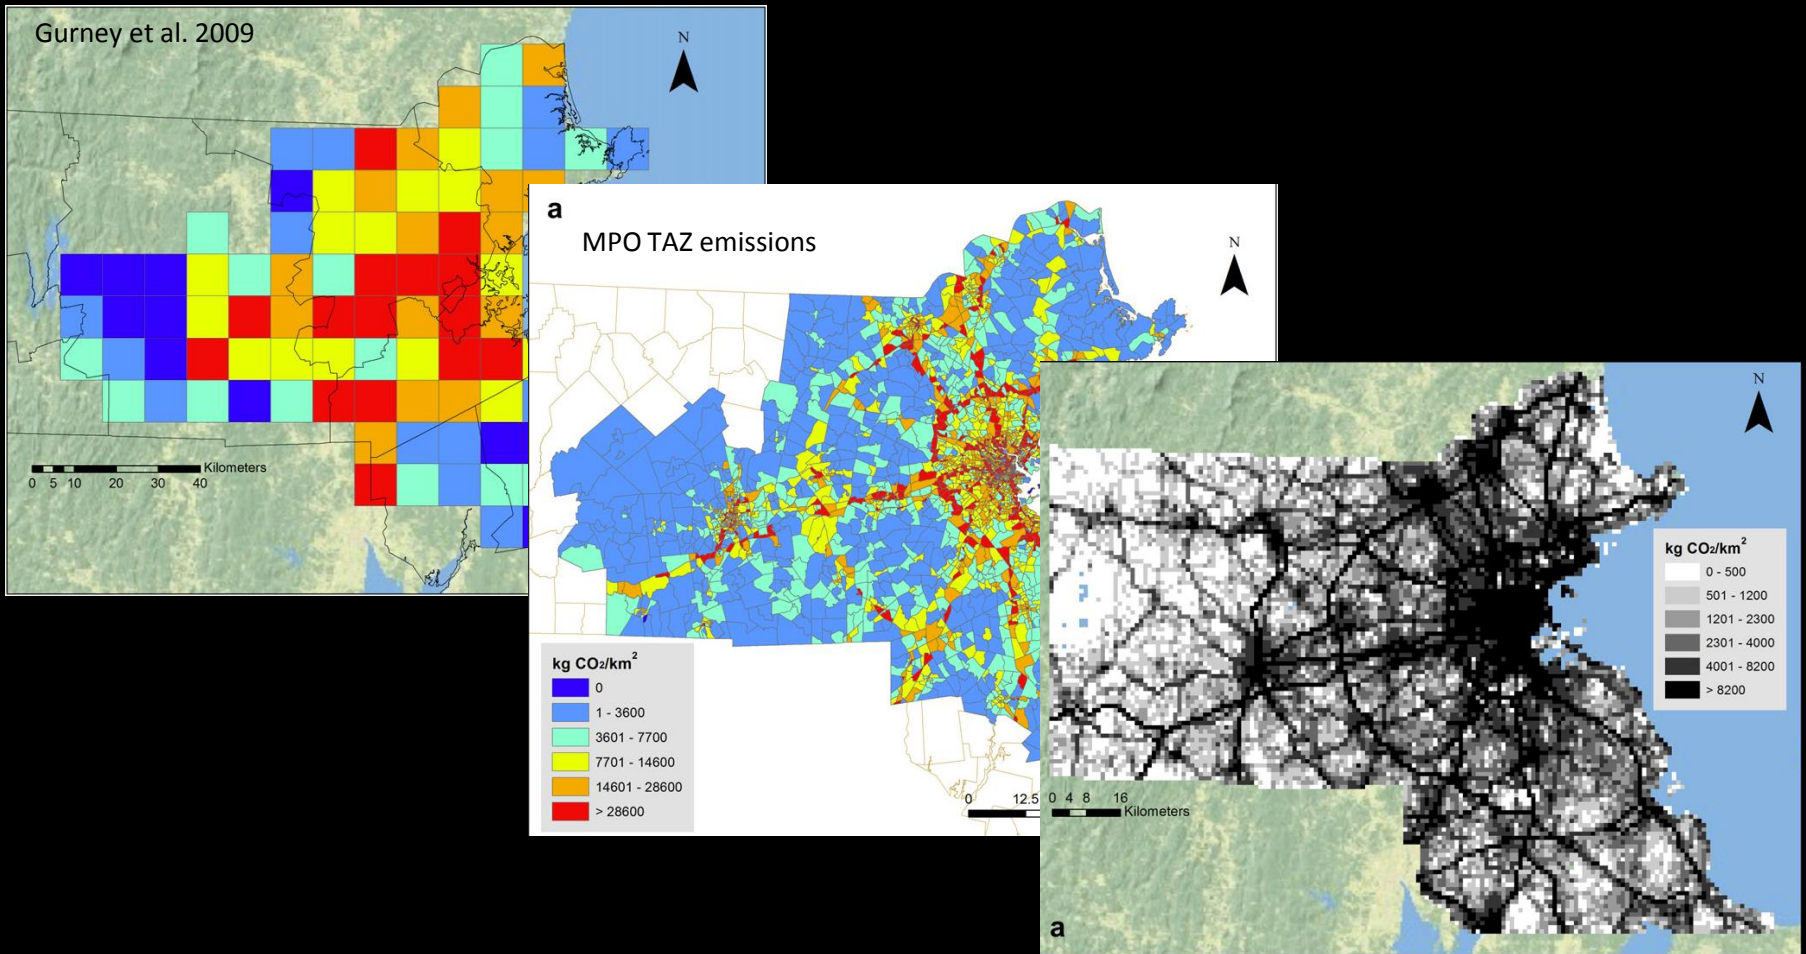 Gurney et al. 2009
N
Kilometers
0 5 10 20 30 40
a
MPO TAZ emissions
N
kg CO₂/km²
0
1 - 3600
3601 - 7700
7701 - 14600
14601 - 28600
> 28600
0 12.5
N
kg CO₂/km²
0 - 500
501 - 1200
1201 - 2300
2301 - 4000
4001 - 8200
> 8200
0 4 8 16
Kilometers
a